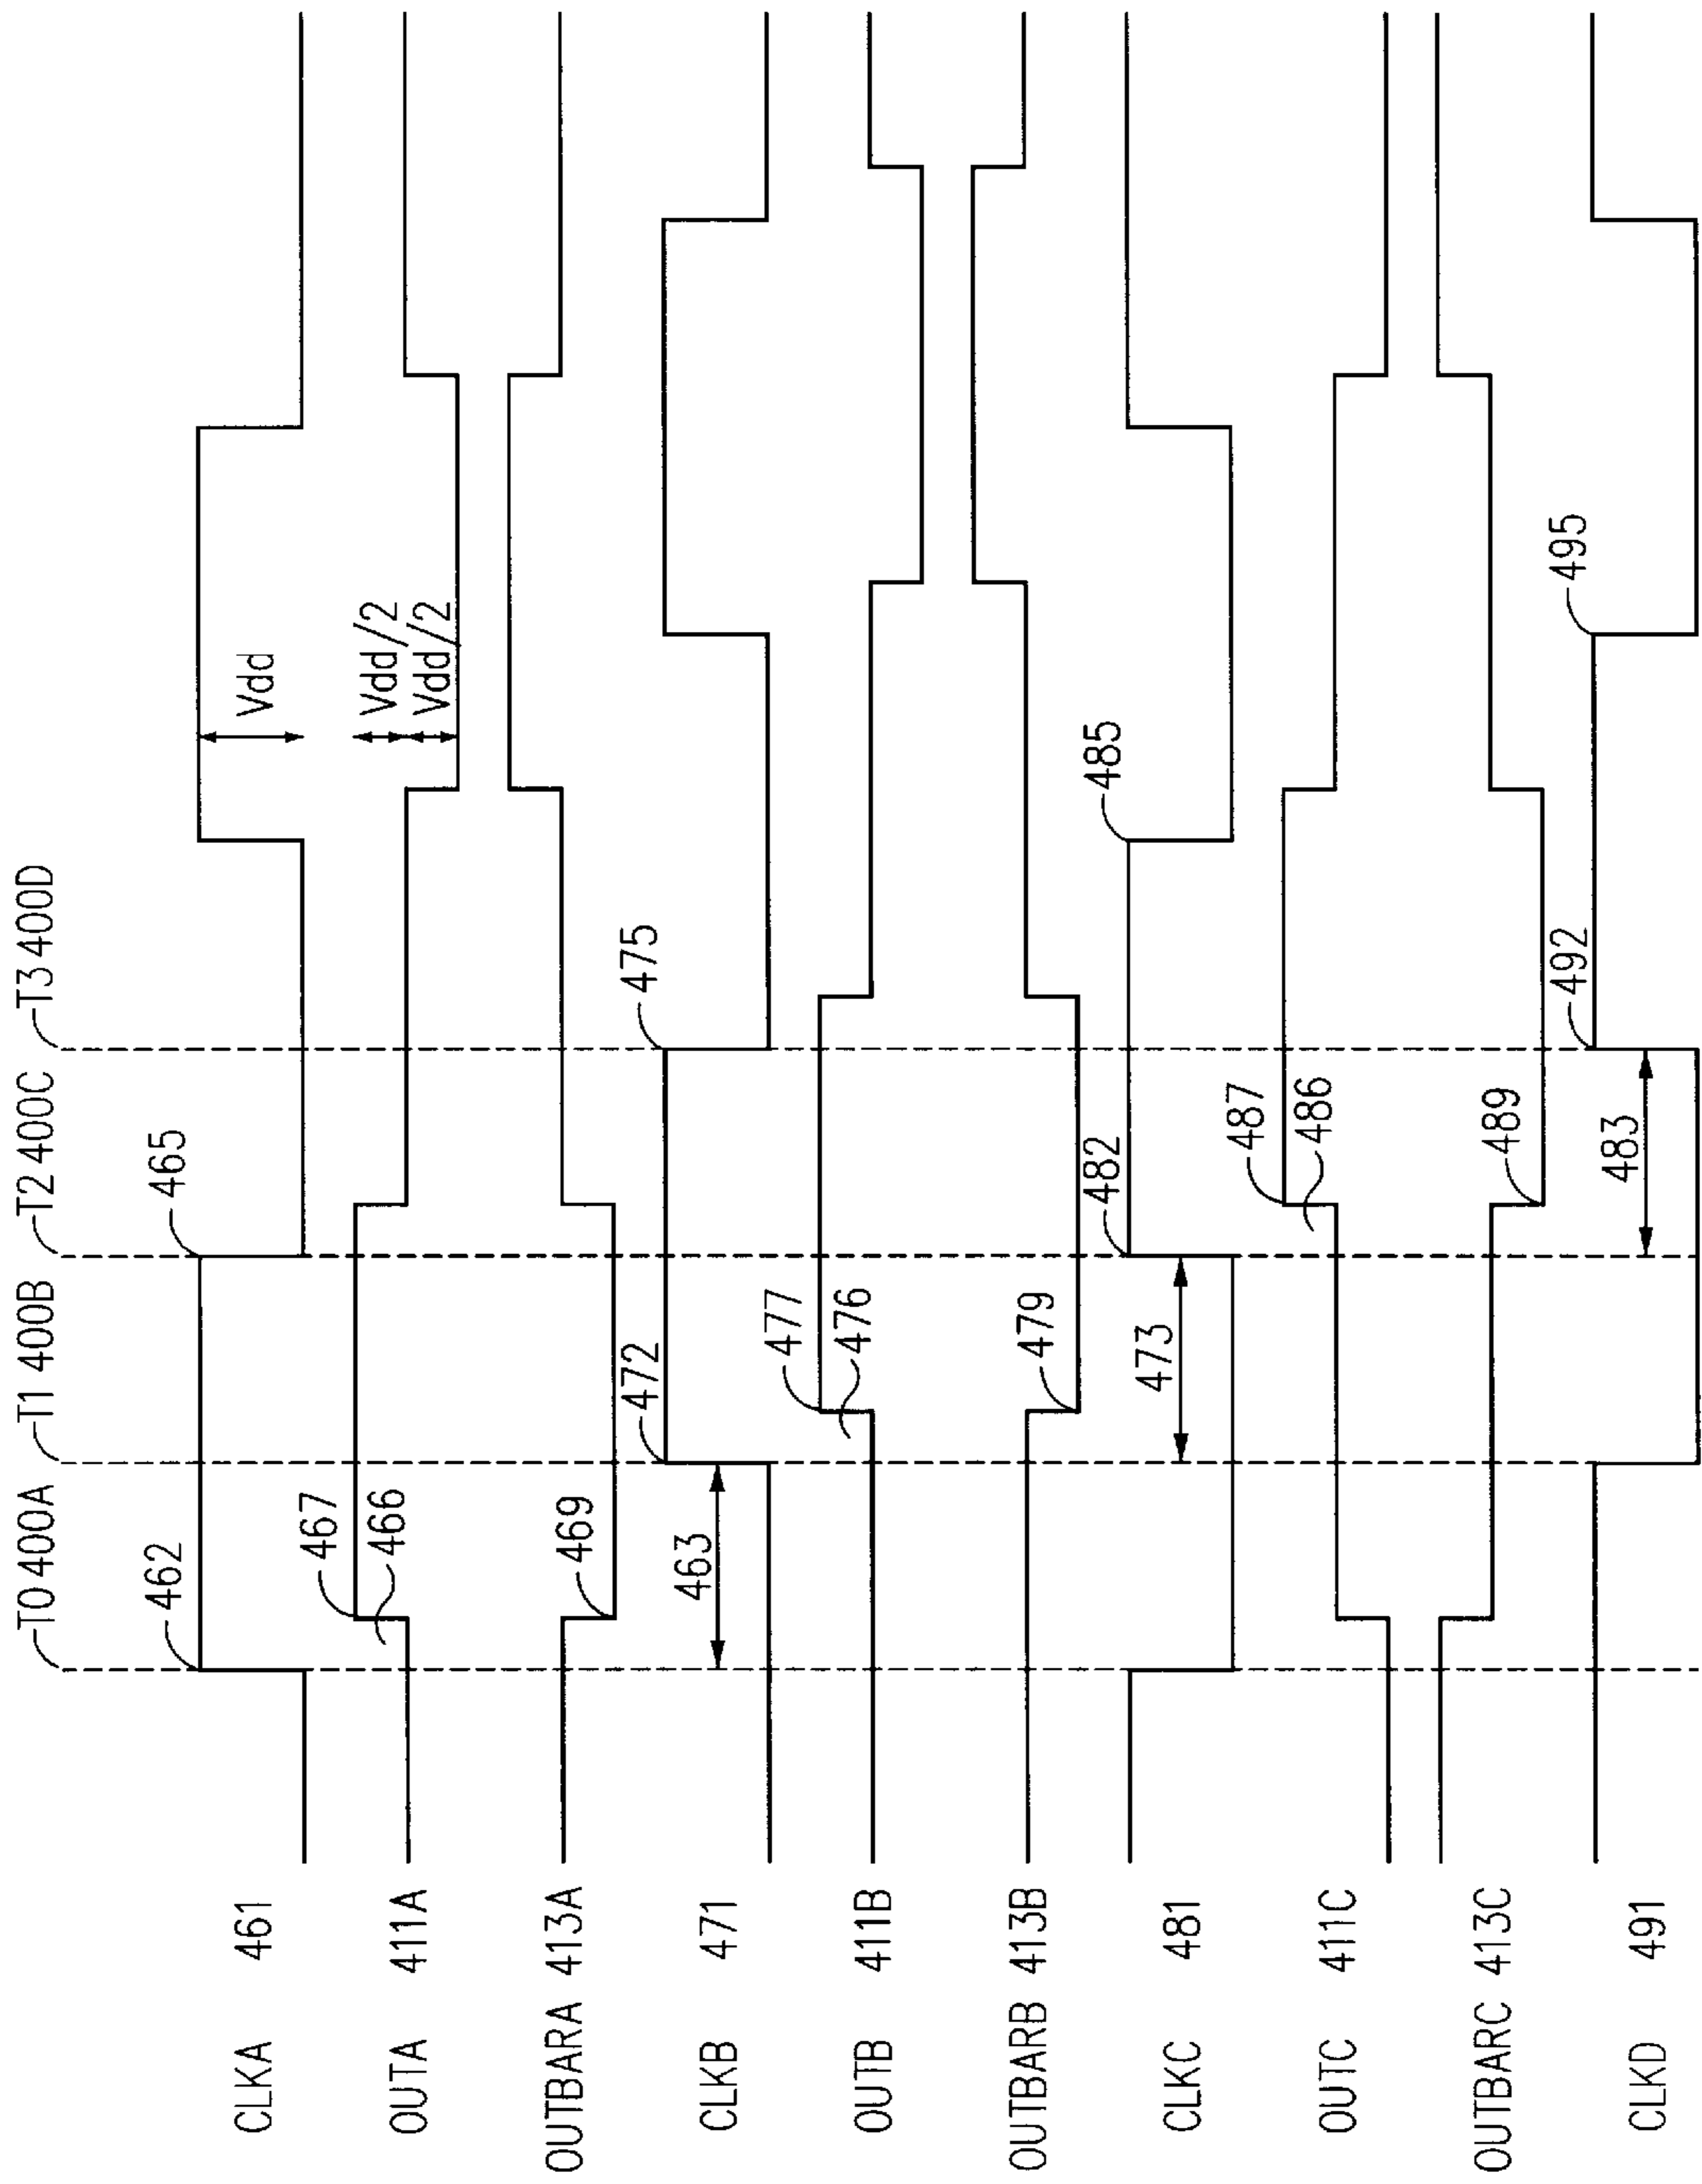 T0 400A
T1 400B
T2 400C
T3 400D
CLKA 461
462
465
Vdd
OUTA 411A
467
466
Vdd/2
Vdd/2
OUTBARA 413A
469
CLKB 471
463
472
475
OUTB 411B
477
476
OUTBARB 413B
479
CLKC 481
473
482
485
OUTC 411C
487
486
OUTBARC 413C
489
CLKD 491
483
492
495